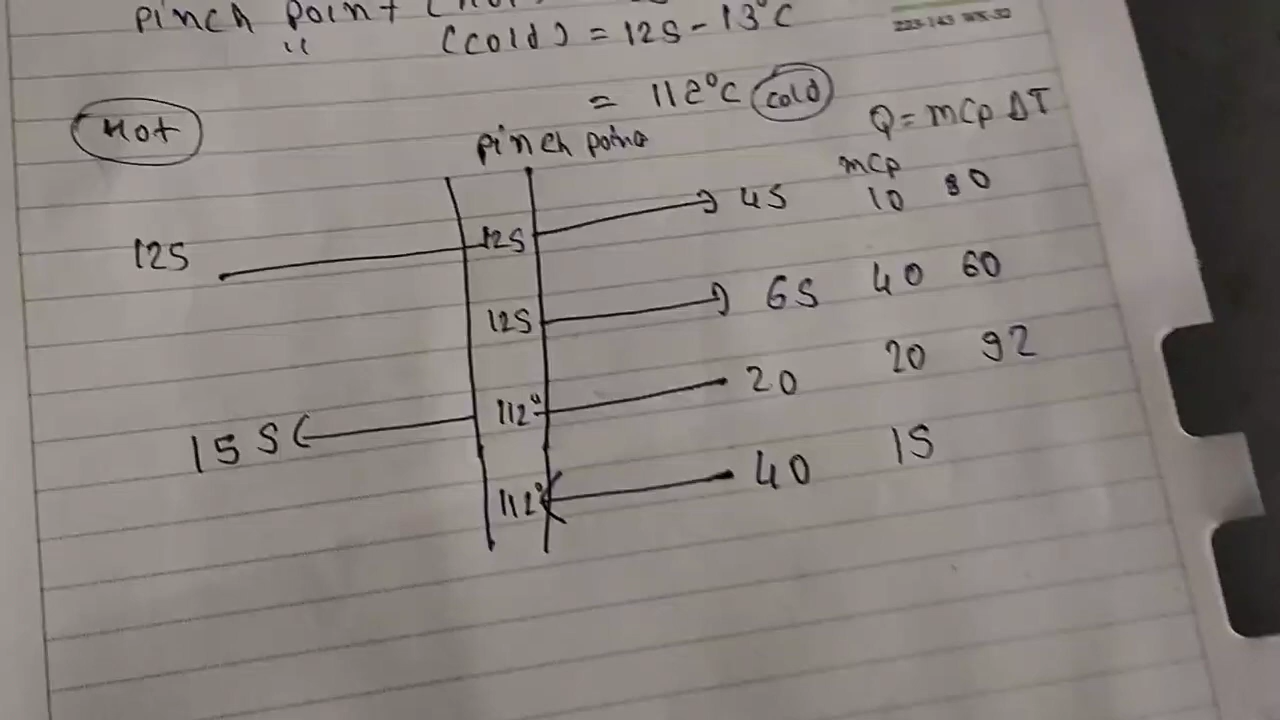 pinch point (
" (cold) = 125 - 13°C
= 112°C cold
Hot
Q = mCp ΔT
pinch point
mCp
125 125 45 10 80
125 65 40 60
155 112° 20 20 92
112° 40 15